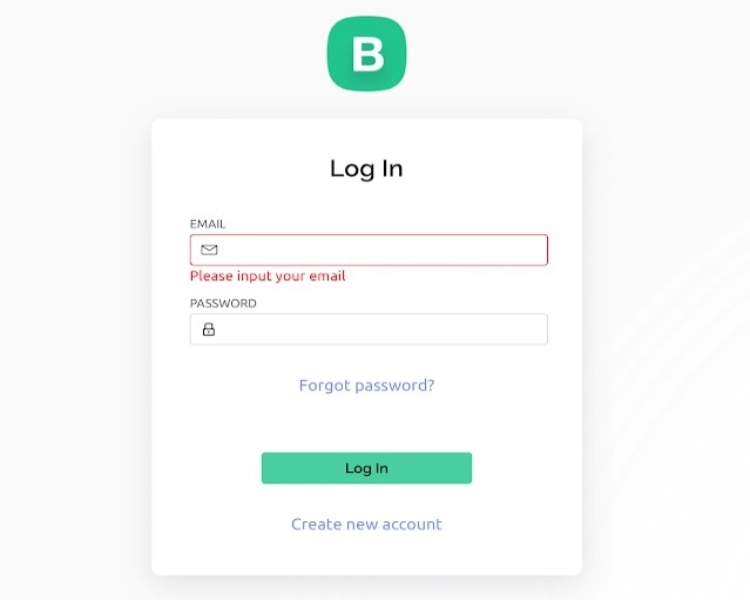 B
Log In
EMAIL
Please input your email
PASSWORD
Forgot password?
Log In
Create new account